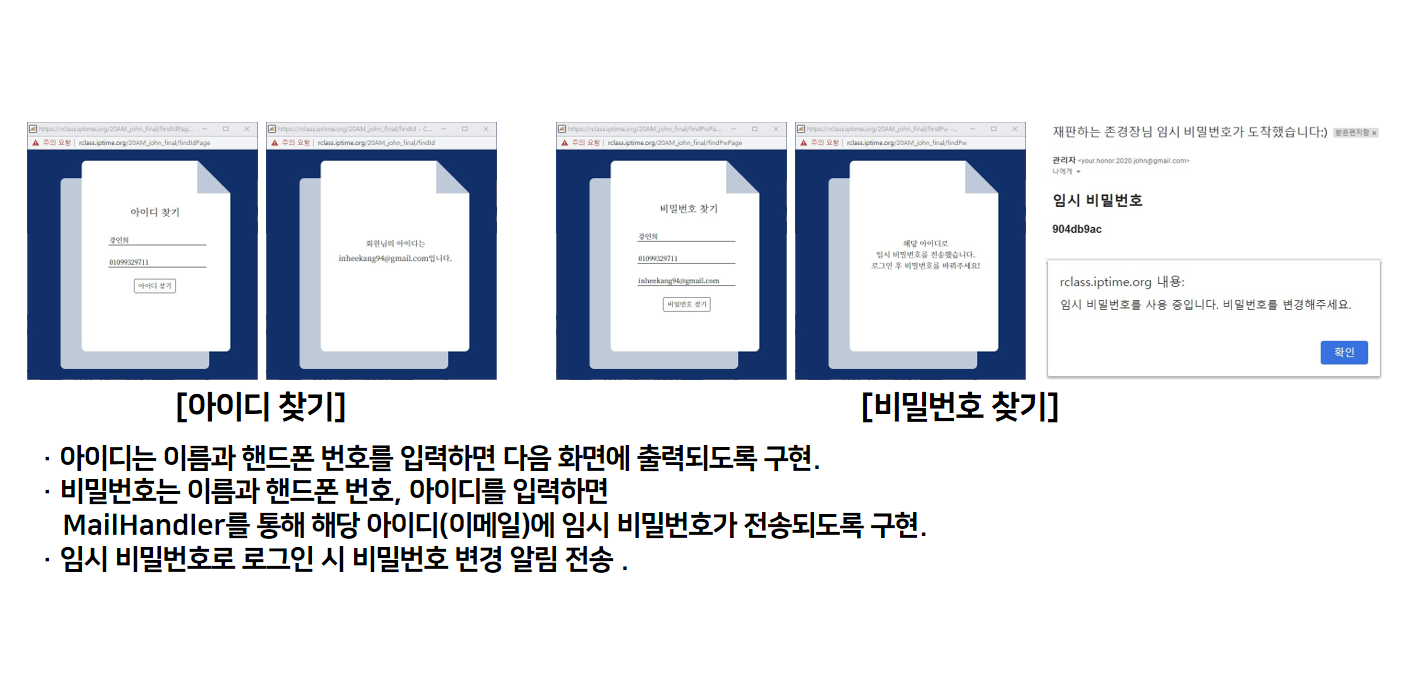 https://rclass.iptime.org/20AM_john_final/findIdPag...
주의 요함 | rclass.iptime.org/20AM_john_final/findIdPage
아이디 찾기
강인희
01099329711
아이디 찾기
https://rclass.iptime.org/20AM_john_final/findId - C...
주의 요함 | rclass.iptime.org/20AM_john_final/findId
회원님의 아이디는
inheekang94@gmail.com입니다.
https://rclass.iptime.org/20AM_john_final/findPwPa...
주의 요함 | rclass.iptime.org/20AM_john_final/findPwPage
비밀번호 찾기
강인희
01099329711
inheekang94@gmail.com
비밀번호 찾기
https://rclass.iptime.org/20AM_john_final/findPw -...
주의 요함 | rclass.iptime.org/20AM_john_final/findPw
해당 아이디로
임시 비밀번호를 전송했습니다.
로그인 후 비밀번호를 바꿔주세요!
재판하는 존경장님 임시 비밀번호가 도착했습니다:) 받은편지함 x
관리자 <your.honor.2020.john@gmail.com>
나에게
임시 비밀번호
904db9ac
rclass.iptime.org 내용:
임시 비밀번호를 사용 중입니다. 비밀번호를 변경해주세요.
확인
[아이디 찾기]
[비밀번호 찾기]
· 아이디는 이름과 핸드폰 번호를 입력하면 다음 화면에 출력되도록 구현.
· 비밀번호는 이름과 핸드폰 번호, 아이디를 입력하면
MailHandler를 통해 해당 아이디(이메일)에 임시 비밀번호가 전송되도록 구현.
· 임시 비밀번호로 로그인 시 비밀번호 변경 알림 전송 .